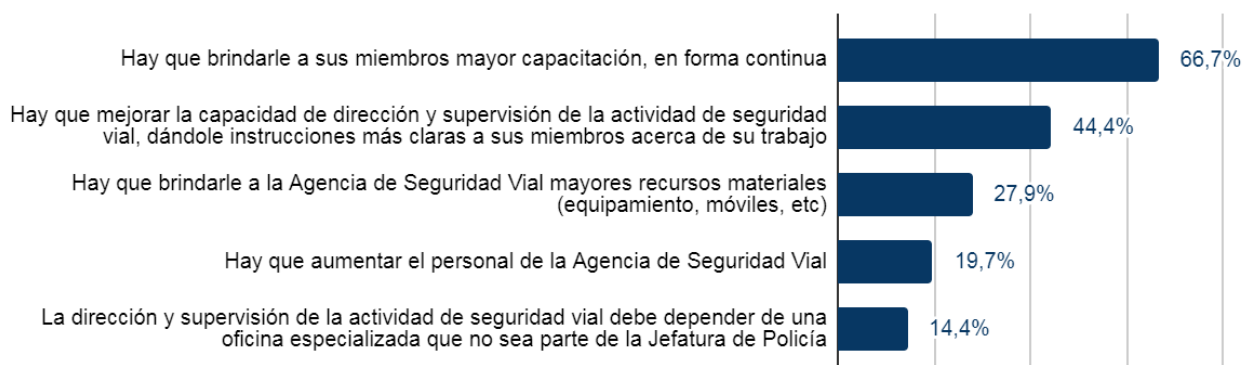 Hay que brindarle a sus miembros mayor capacitación, en forma continua
66,7%
Hay que mejorar la capacidad de dirección y supervisión de la actividad de seguridad
vial, dándole instrucciones más claras a sus miembros acerca de su trabajo
44,4%
Hay que brindarle a la Agencia de Seguridad Vial mayores recursos materiales
(equipamiento, móviles, etc)
27,9%
Hay que aumentar el personal de la Agencia de Seguridad Vial
19,7%
La dirección y supervisión de la actividad de seguridad vial debe depender de una
oficina especializada que no sea parte de la Jefatura de Policía
14,4%